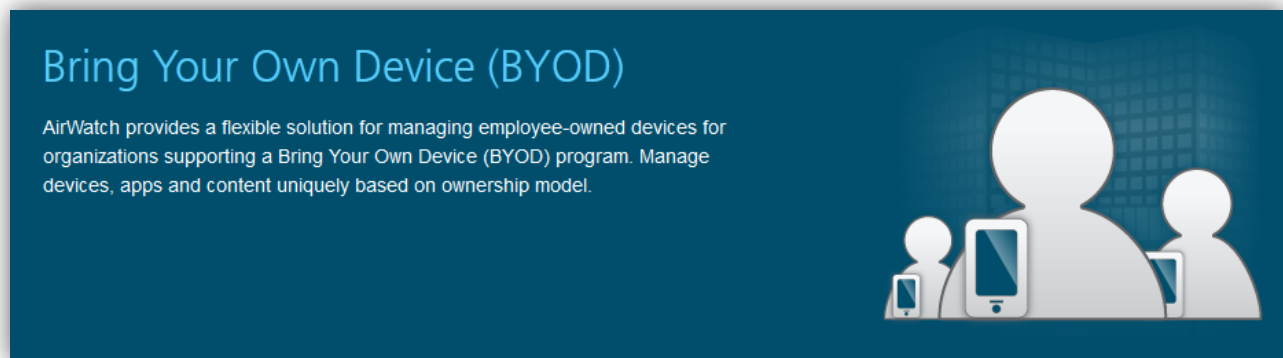 Bring Your Own Device (BYOD)
AirWatch provides a flexible solution for managing employee-owned devices for
organizations supporting a Bring Your Own Device (BYOD) program. Manage
devices, apps and content uniquely based on ownership model.